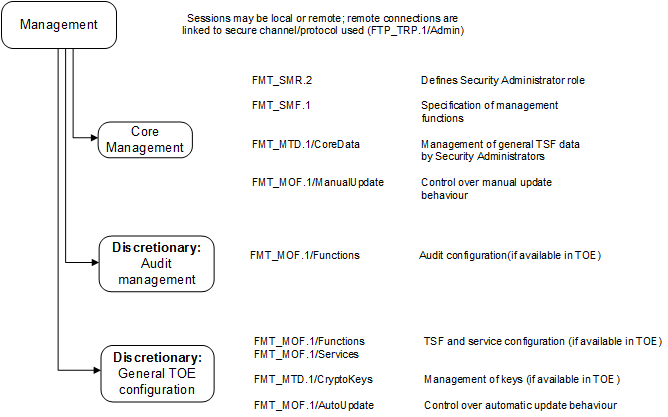 Management
Sessions may be local or remote; remote connections are
linked to secure channel/protocol used (FTP_TRP.1/Admin)
FMT_SMR.2 Defines Security Administrator role
FMT_SMF.1 Specification of management
functions
Core
Management
FMT_MTD.1/CoreData Management of general TSF data
by Security Administrators
FMT_MOF.1/ManualUpdate Control over manual update
behaviour
Discretionary:
Audit
management
FMT_MOF.1/Functions Audit configuration(if available in TOE)
Discretionary:
General TOE
configuration
FMT_MOF.1/Functions TSF and service configuration (if available in TOE)
FMT_MOF.1/Services
FMT_MTD.1/CryptoKeys Management of keys (if available in TOE)
FMT_MOF.1/AutoUpdate Control over automatic update behaviour